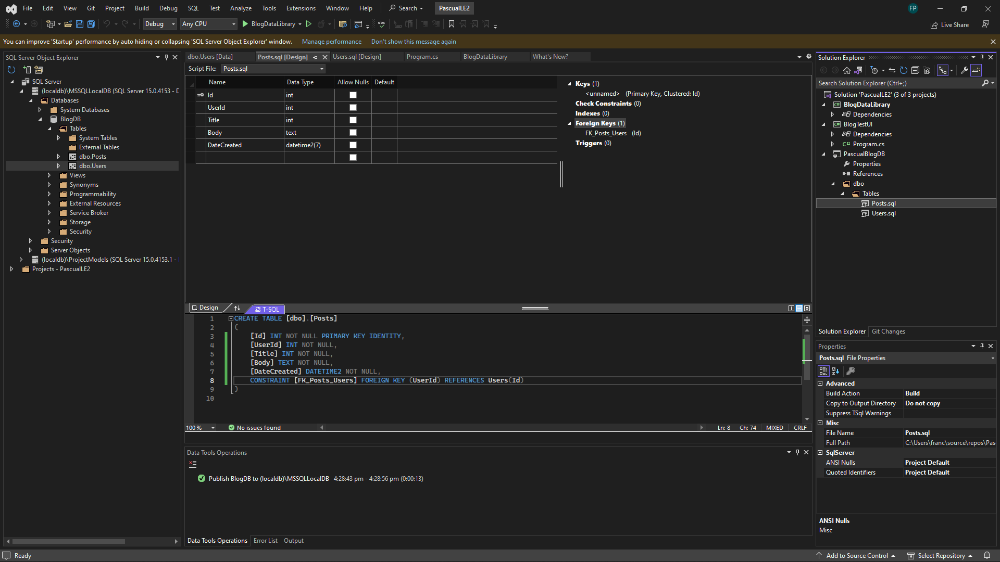 File Edit View Git Project Build Debug SQL Test Analyze Tools Extensions Window Help Search PascualLE2 FP
Debug Any CPU BlogDataLibrary abc Live Share
You can improve 'Startup' performance by auto hiding or collapsing 'SQL Server Object Explorer' window. Manage performance Don't show this message again
SQL Server Object Explorer
SQL Server
(localdb)\MSSQLLocalDB (SQL Server 15.0.4153 - D
Databases
System Databases
BlogDB
Tables
System Tables
External Tables
dbo.Posts
dbo.Users
Views
Synonyms
Programmability
External Resources
Service Broker
Storage
Security
Security
Server Objects
(localdb)\ProjectModels (SQL Server 15.0.4153.1 -
Projects - PascualLE2
dbo.Users [Data] Posts.sql [Design] Users.sql [Design] Program.cs BlogDataLibrary What's New?
Script File: Posts.sql
Name Data Type Allow Nulls Default
Id int
UserId int
Title int
Body text
DateCreated datetime2(7)
Keys (1)
<unnamed> (Primary Key, Clustered: Id)
Check Constraints (0)
Indexes (0)
Foreign Keys (1)
FK_Posts_Users (Id)
Triggers (0)
Design T-SQL
1 CREATE TABLE [dbo].[Posts]
2 (
3 [Id] INT NOT NULL PRIMARY KEY IDENTITY,
4 [UserId] INT NOT NULL,
5 [Title] INT NOT NULL,
6 [Body] TEXT NOT NULL,
7 [DateCreated] DATETIME2 NOT NULL,
8 CONSTRAINT [FK_Posts_Users] FOREIGN KEY (UserId) REFERENCES Users(Id)
9 )
10
100 % No issues found Ln: 8 Ch: 74 MIXED CRLF
Data Tools Operations
Publish BlogDB to (localdb)\MSSQLLocalDB 4:28:43 pm - 4:28:56 pm (0:00:13)
Data Tools Operations Error List Output
Solution Explorer
Search Solution Explorer (Ctrl+;)
Solution 'PascualLE2' (3 of 3 projects)
BlogDataLibrary
Dependencies
BlogTestUI
Dependencies
C# Program.cs
PascualBlogDB
Properties
References
dbo
Tables
Posts.sql
Users.sql
Solution Explorer Git Changes
Properties
Posts.sql File Properties
Advanced
Build Action Build
Copy to Output Directory Do not copy
Suppress TSql Warnings
Misc
File Name Posts.sql
Full Path C:\Users\franc\source\repos\Pas
SqlServer
ANSI Nulls Project Default
Quoted Identifiers Project Default
ANSI Nulls
Misc
Ready Add to Source Control Select Repository